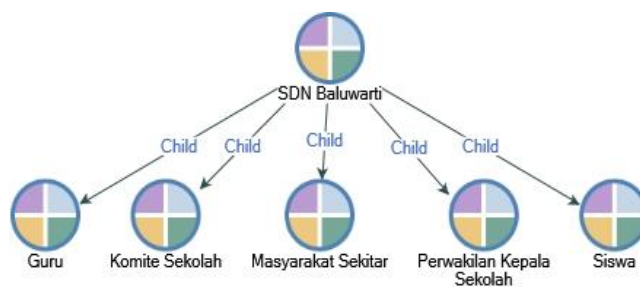 SDN Baluwarti
Child
Child
Child
Child
Child
Guru
Komite Sekolah
Masyarakat Sekitar
Perwakilan Kepala
Sekolah
Siswa